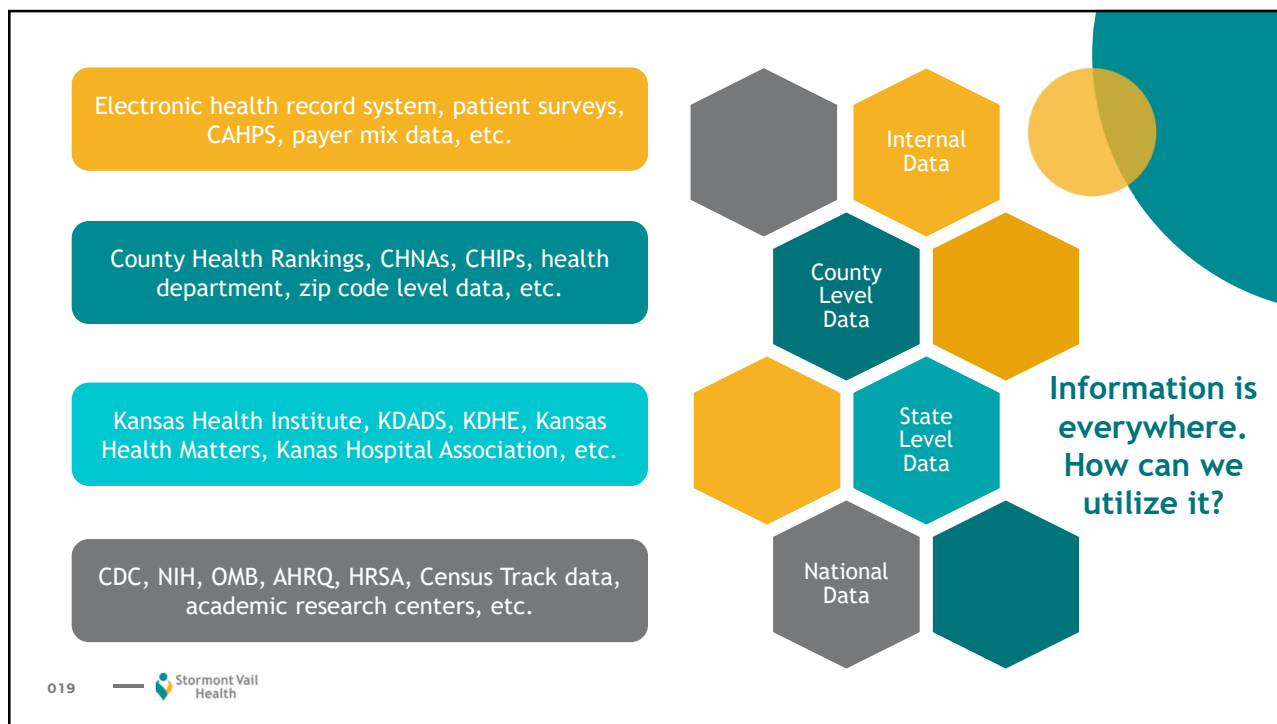 Electronic health record system, patient surveys,
CAHPS, payer mix data, etc.
Internal
Data
County Health Rankings, CHNAs, CHIPs, health
department, zip code level data, etc.
County
Level
Data
Kansas Health Institute, KDADS, KDHE, Kansas
Health Matters, Kanas Hospital Association, etc.
State
Level
Data
CDC, NIH, OMB, AHRQ, HRSA, Census Track data,
academic research centers, etc.
National
Data
Information is
everywhere.
How can we
utilize it?
019
Stormont Vail
Health